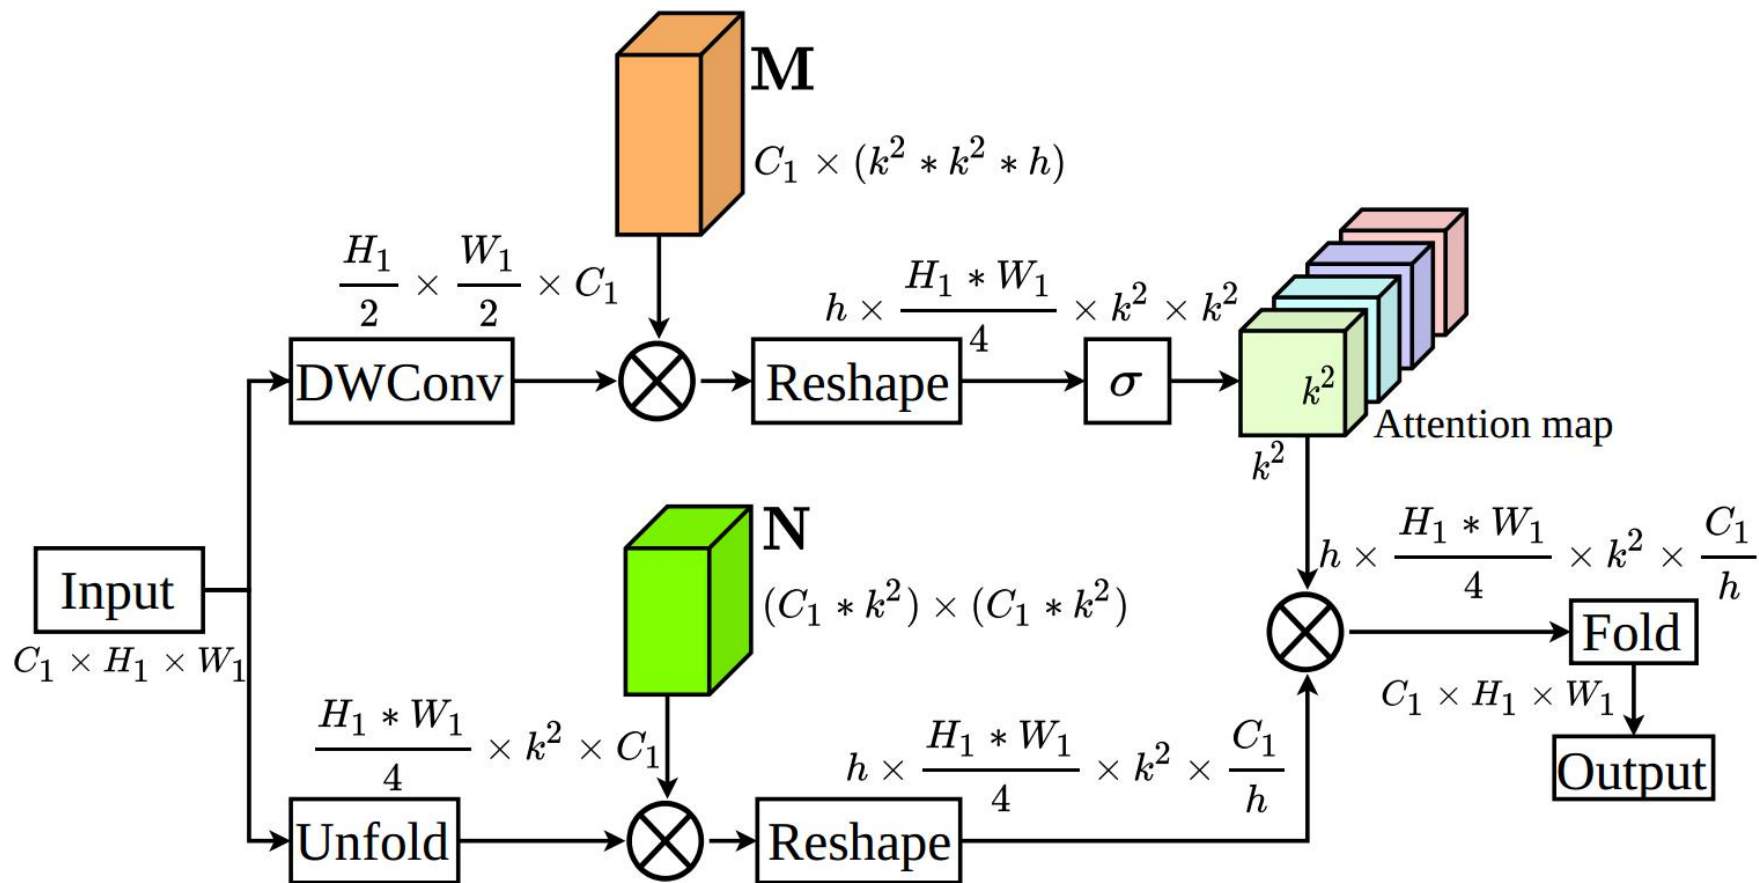 M
C₁ × (k² * k² * h)
H₁/2 × W₁/2 × C₁
h × (H₁ * W₁)/4 × k² × k²
DWConv
Reshape
σ
k²
Attention map
k²
N
(C₁ * k²) × (C₁ * k²)
h × (H₁ * W₁)/4 × k² × C₁/h
Input
C₁ × H₁ × W₁
Fold
C₁ × H₁ × W₁
(H₁ * W₁)/4 × k² × C₁
h × (H₁ * W₁)/4 × k² × C₁/h
Output
Unfold
Reshape